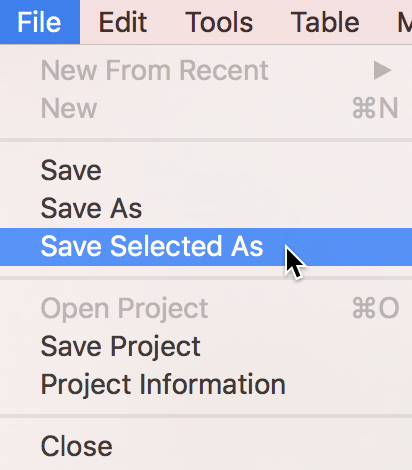 File Edit Tools Table
New From Recent ▶
New ⌘N
Save
Save As
Save Selected As
Open Project ⌘O
Save Project
Project Information
Close